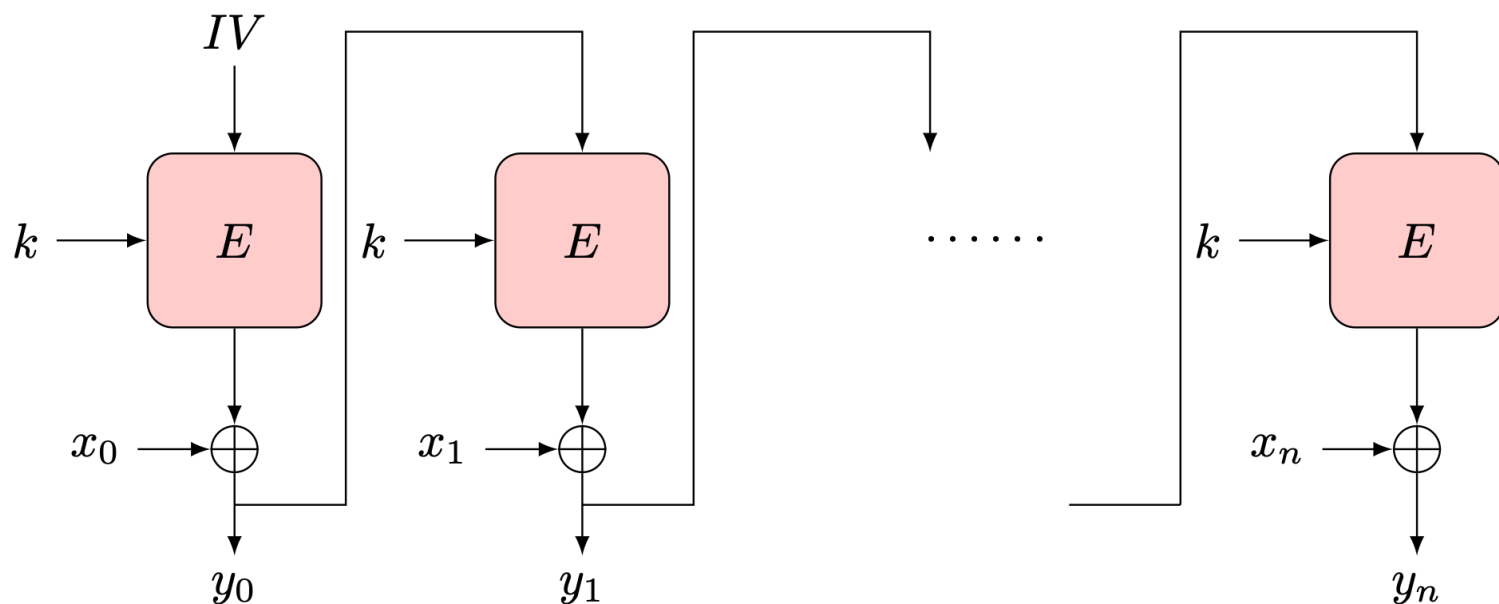 IV
k E k E ...... k E
x₀ ⊕ x₁ ⊕ xₙ ⊕
y₀ y₁ yₙ